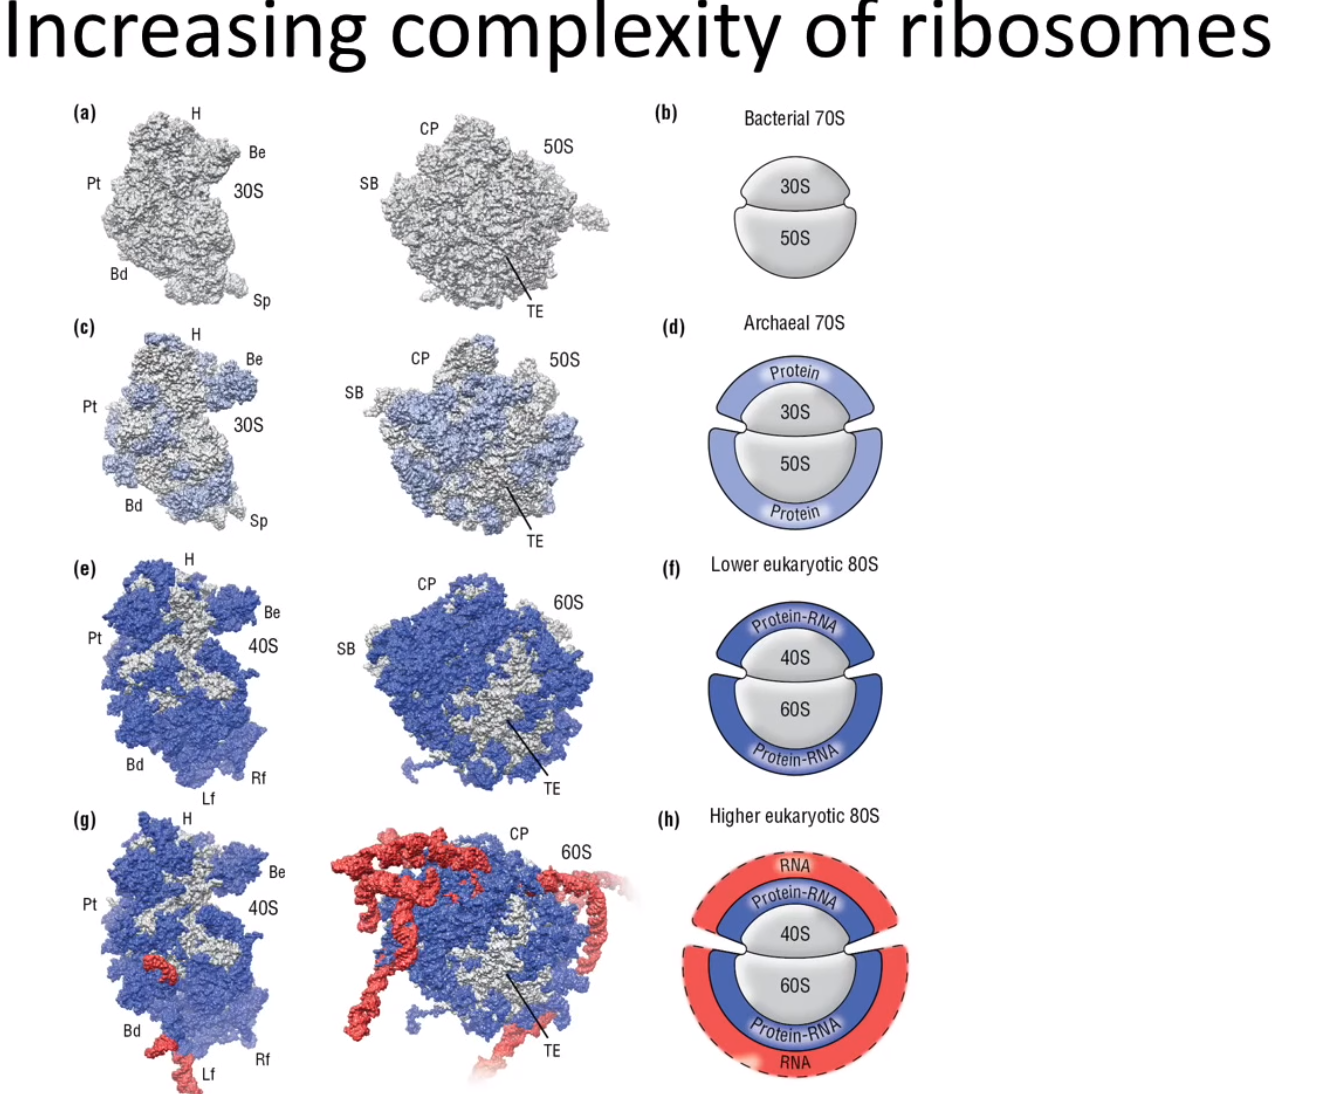 Increasing complexity of ribosomes
(a)
H
Be
Pt
30S
Bd
Sp
CP
50S
SB
TE
(b)
Bacterial 70S
30S
50S
(c)
H
Be
Pt
30S
Bd
Sp
CP
50S
SB
TE
(d)
Archaeal 70S
Protein
30S
50S
Protein
(e)
H
Be
Pt
40S
Bd
Rf
Lf
CP
60S
SB
TE
(f)
Lower eukaryotic 80S
Protein-RNA
40S
60S
Protein-RNA
(g)
H
Be
Pt
40S
Bd
Rf
Lf
CP
60S
TE
(h)
Higher eukaryotic 80S
RNA
Protein-RNA
40S
60S
Protein-RNA
RNA